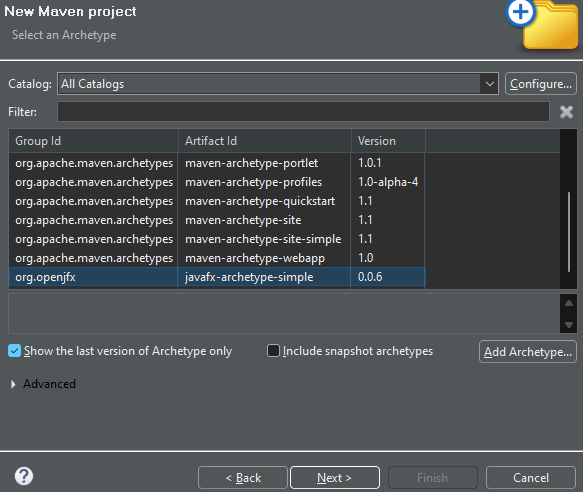 New Maven project
Select an Archetype
Catalog: All Catalogs Configure...
Filter:
Group Id Artifact Id Version
org.apache.maven.archetypes maven-archetype-portlet 1.0.1
org.apache.maven.archetypes maven-archetype-profiles 1.0-alpha-4
org.apache.maven.archetypes maven-archetype-quickstart 1.1
org.apache.maven.archetypes maven-archetype-site 1.1
org.apache.maven.archetypes maven-archetype-site-simple 1.1
org.apache.maven.archetypes maven-archetype-webapp 1.0
org.openjfx javafx-archetype-simple 0.0.6
Show the last version of Archetype only Include snapshot archetypes Add Archetype...
Advanced
? < Back Next > Finish Cancel